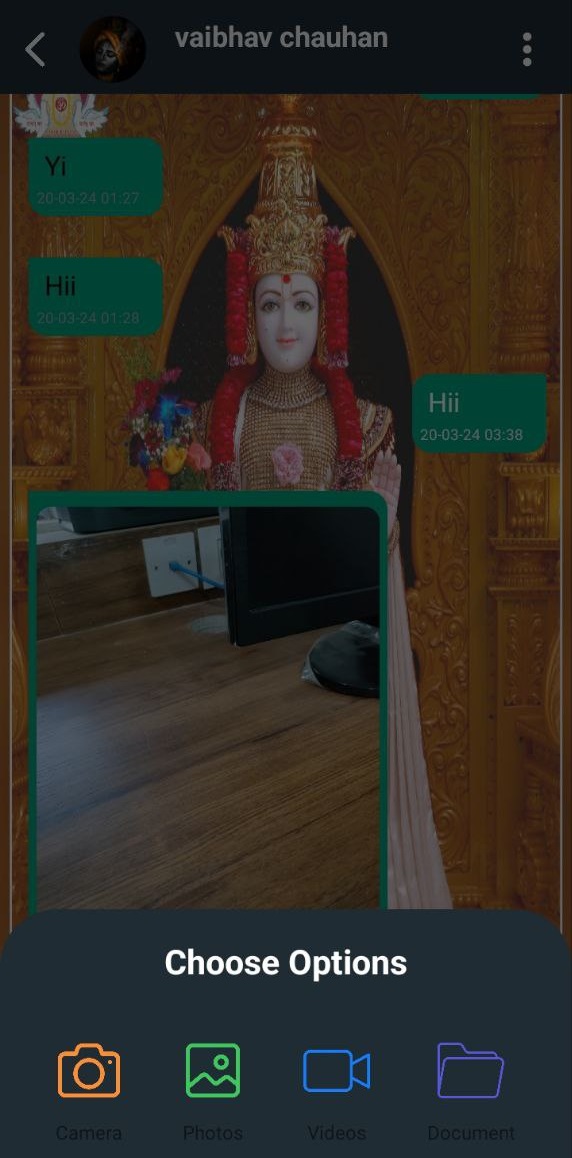 vaibhav chauhan
Yi
20-03-24 01:27
Hii
20-03-24 01:28
Hii
20-03-24 03:38
Choose Options
Camera
Photos
Videos
Document